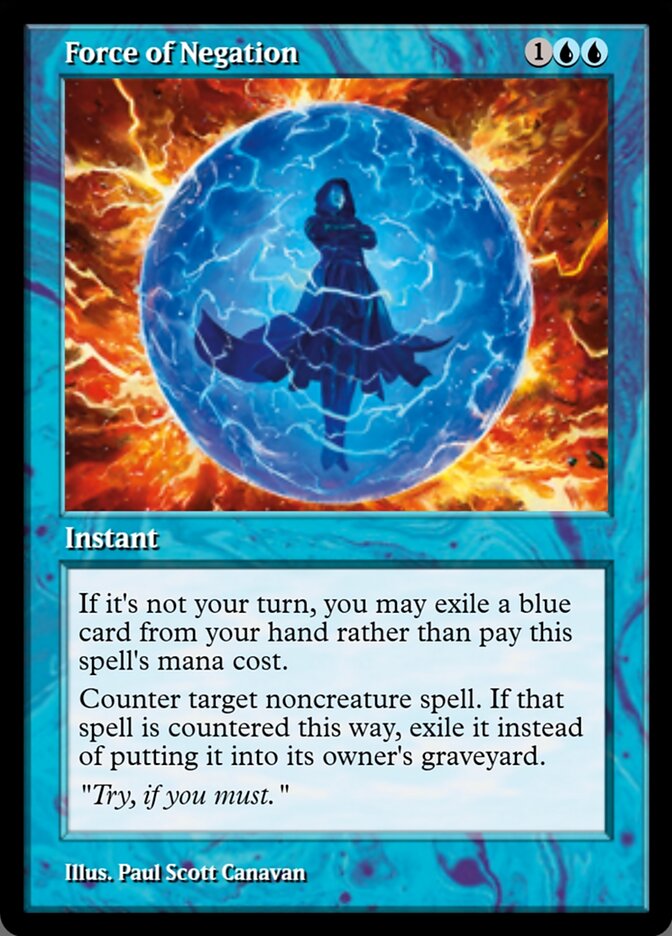 Force of Negation 1
Instant
If it's not your turn, you may exile a blue
card from your hand rather than pay this
spell's mana cost.
Counter target noncreature spell. If that
spell is countered this way, exile it instead
of putting it into its owner's graveyard.
"Try, if you must."
Illus. Paul Scott Canavan